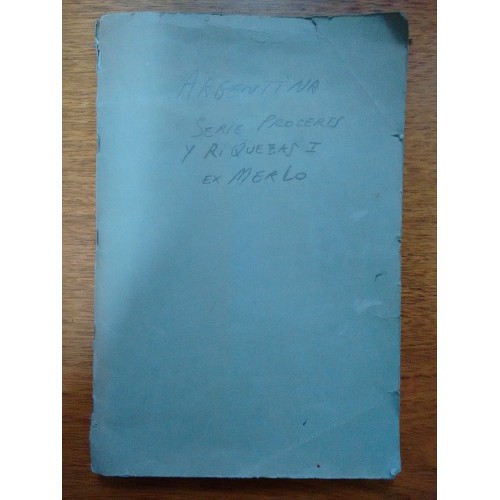 ARGENTINA
SERIE PROCERES
Y RIQUEZAS I
EX MERLO